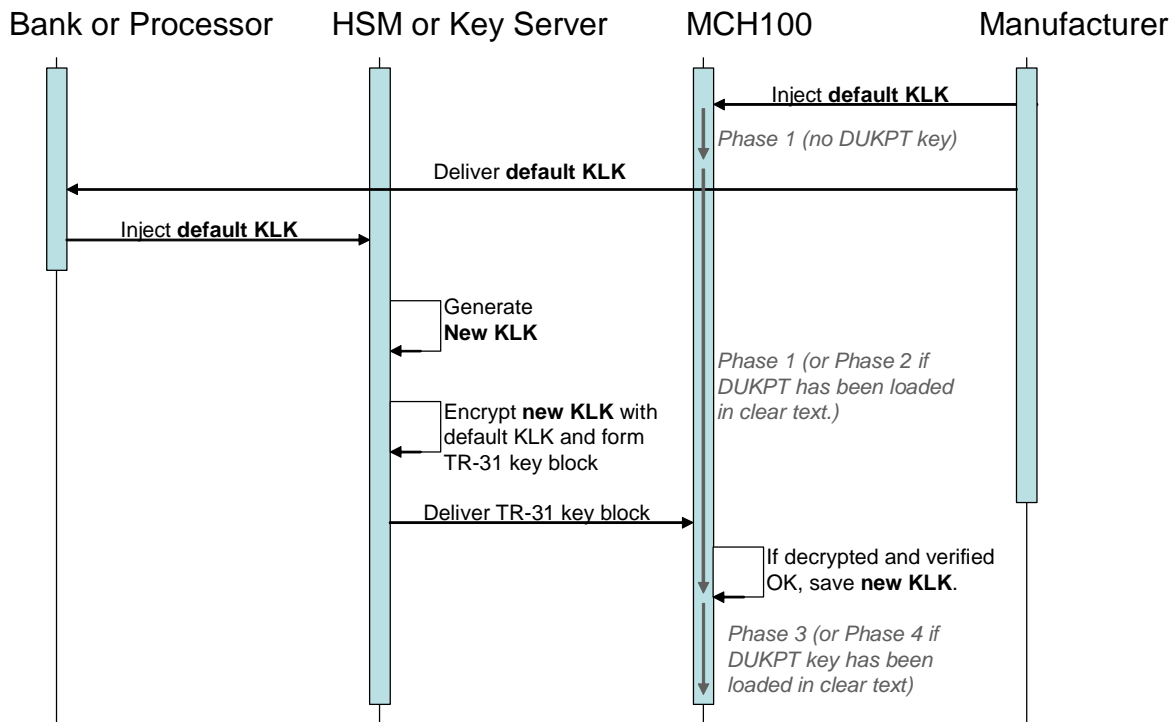 Bank or Processor HSM or Key Server MCH100 Manufacturer
Inject default KLK
Phase 1 (no DUKPT key)
Deliver default KLK
Inject default KLK
Generate
New KLK
Phase 1 (or Phase 2 if
DUKPT has been loaded
in clear text.)
Encrypt new KLK with
default KLK and form
TR-31 key block
Deliver TR-31 key block
If decrypted and verified
OK, save new KLK.
Phase 3 (or Phase 4 if
DUKPT key has been
loaded in clear text)